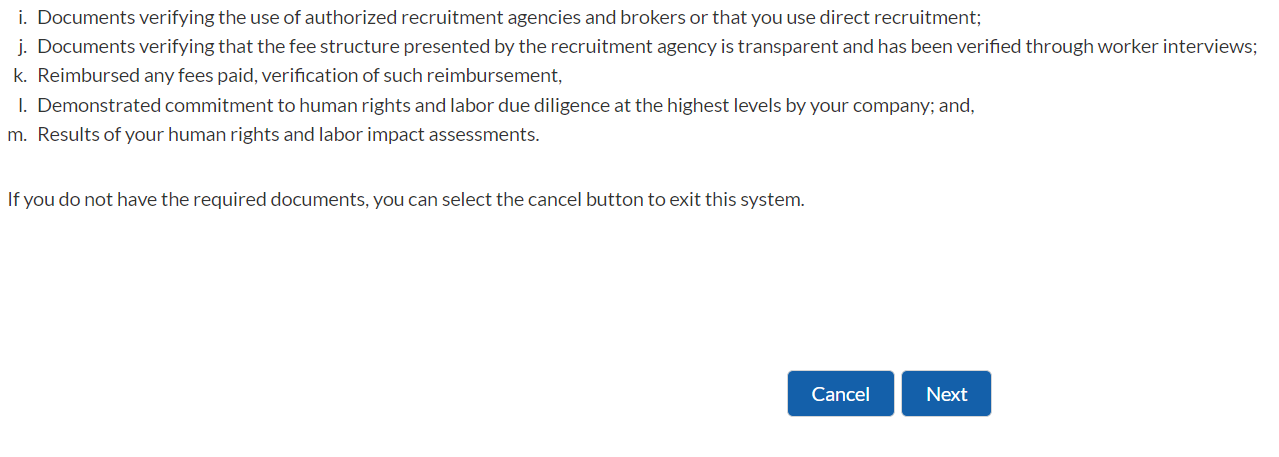 i. Documents verifying the use of authorized recruitment agencies and brokers or that you use direct recruitment;
j. Documents verifying that the fee structure presented by the recruitment agency is transparent and has been verified through worker interviews;
k. Reimbursed any fees paid, verification of such reimbursement,
l. Demonstrated commitment to human rights and labor due diligence at the highest levels by your company; and,
m. Results of your human rights and labor impact assessments.
If you do not have the required documents, you can select the cancel button to exit this system.
Cancel Next